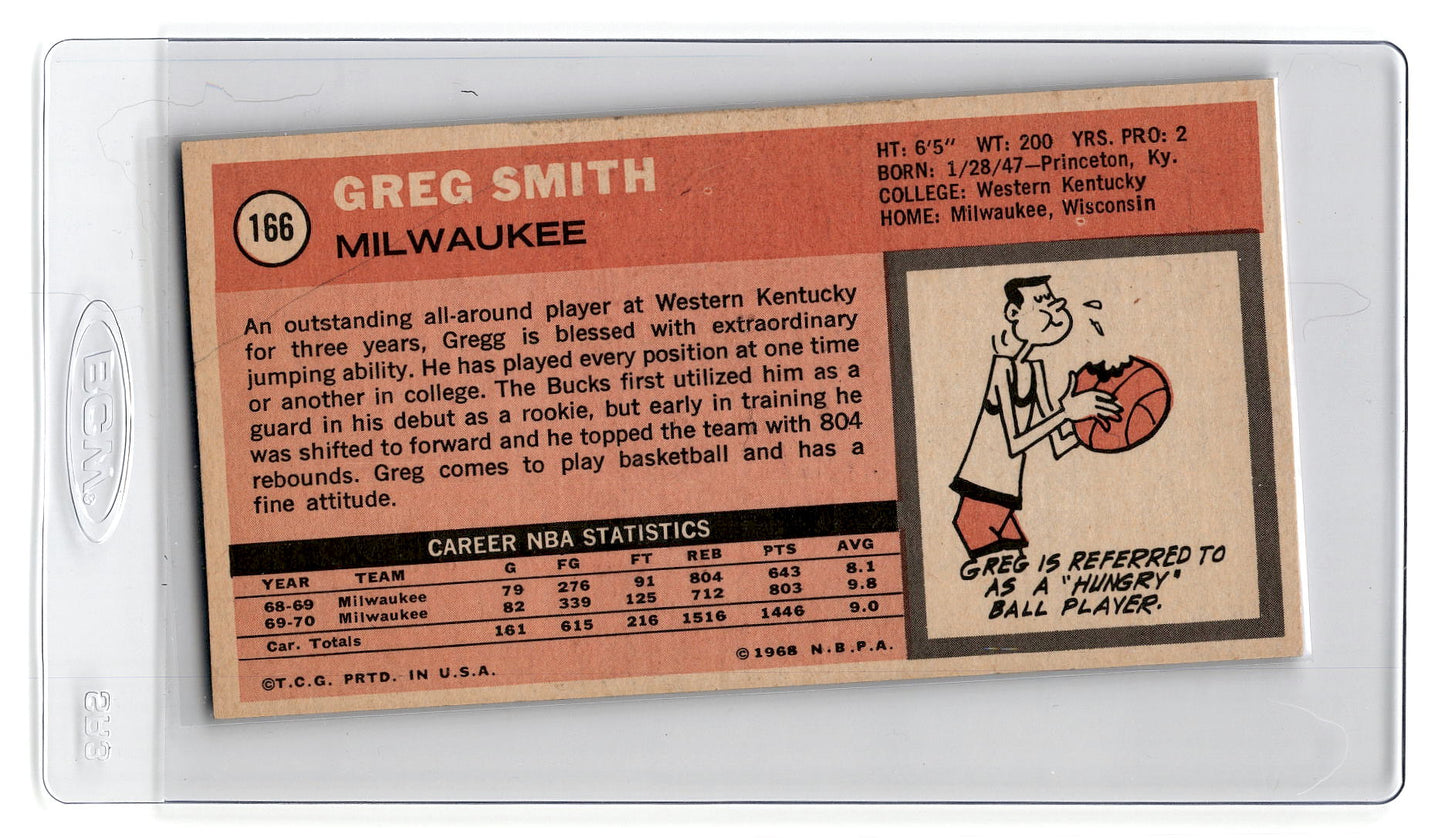 166
GREG SMITH
MILWAUKEE
HT: 6'5" WT: 200 YRS. PRO: 2
BORN: 1/28/47—Princeton, Ky.
COLLEGE: Western Kentucky
HOME: Milwaukee, Wisconsin
An outstanding all-around player at Western Kentucky
for three years, Gregg is blessed with extraordinary
jumping ability. He has played every position at one time
or another in college. The Bucks first utilized him as a
guard in his debut as a rookie, but early in training he
was shifted to forward and he topped the team with 804
rebounds. Greg comes to play basketball and has a
fine attitude.
CAREER NBA STATISTICS
YEAR TEAM G FG FT REB PTS AVG
68-69 Milwaukee 79 276 91 804 643 8.1
69-70 Milwaukee 82 339 125 712 803 9.8
Car. Totals 161 615 216 1516 1446 9.0
©T.C.G. PRTD. IN U.S.A.
©1968 N.B.P.A.
GREG IS REFERRED TO
AS A "HUNGRY"
BALL PLAYER.
BCW